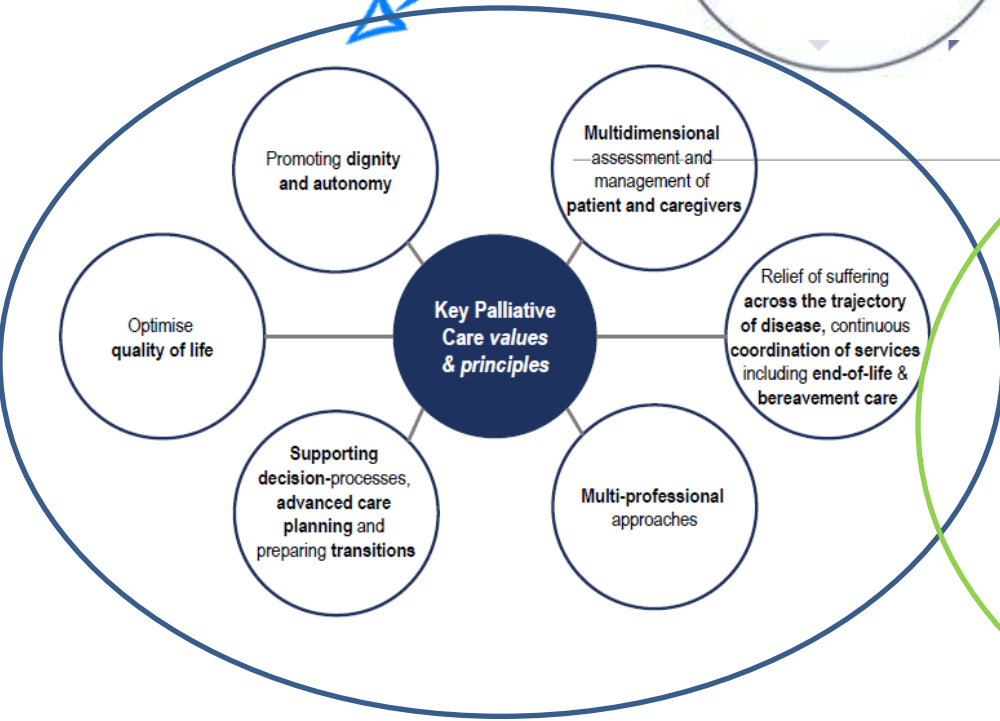 Promoting dignity
and autonomy
Multidimensional
assessment and
management of
patient and caregivers
Optimise
quality of life
Key Palliative
Care values
& principles
Relief of suffering
across the trajectory
of disease, continuous
coordination of services
including end-of-life &
bereavement care
Supporting
decision-processes,
advanced care
planning and
preparing transitions
Multi-professional
approaches